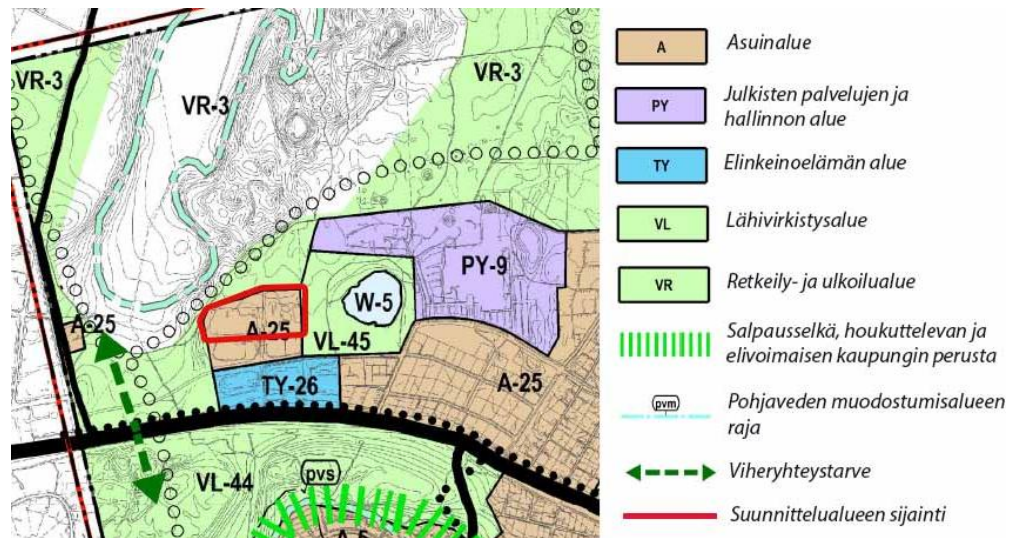 VR-3
VR-3
VR-3
PY-9
W-5
A-25
A-25
VL-45
A-25
TY-26
VL-44
pvs
A-5
A Asuinalue
PY Julkisten palvelujen ja
hallinnon alue
TY Elinkeinoelämän alue
VL Lähivirkistysalue
VR Retkeily- ja ulkoilualue
Salpausselkä, houkuttelevan ja
elivoimaisen kaupungin perusta
pvm Pohjaveden muodostumisalueen
raja
Viheryhteystarve
Suunnittelualueen sijainti